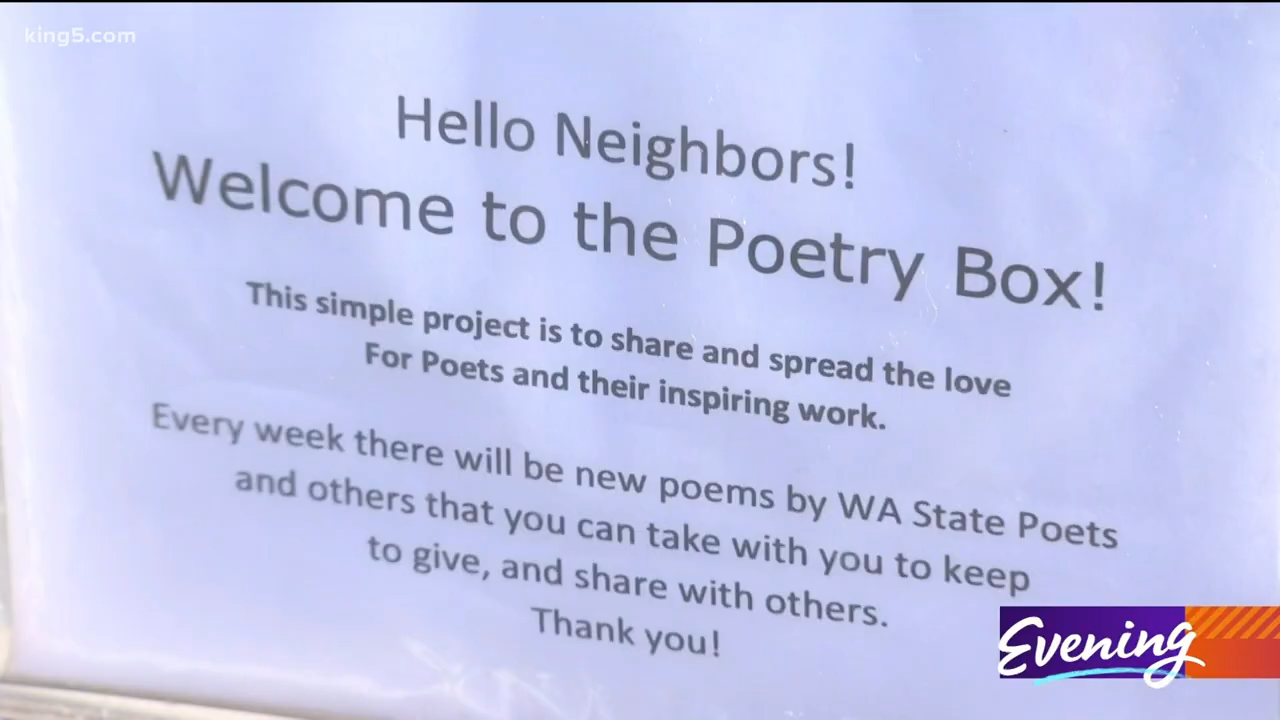 king5.com
Hello Neighbors!
Welcome to the Poetry Box!
This simple project is to share and spread the love
For Poets and their inspiring work.
Every week there will be new poems by WA State Poets
and others that you can take with you to keep
to give, and share with others.
Thank you!
Evening